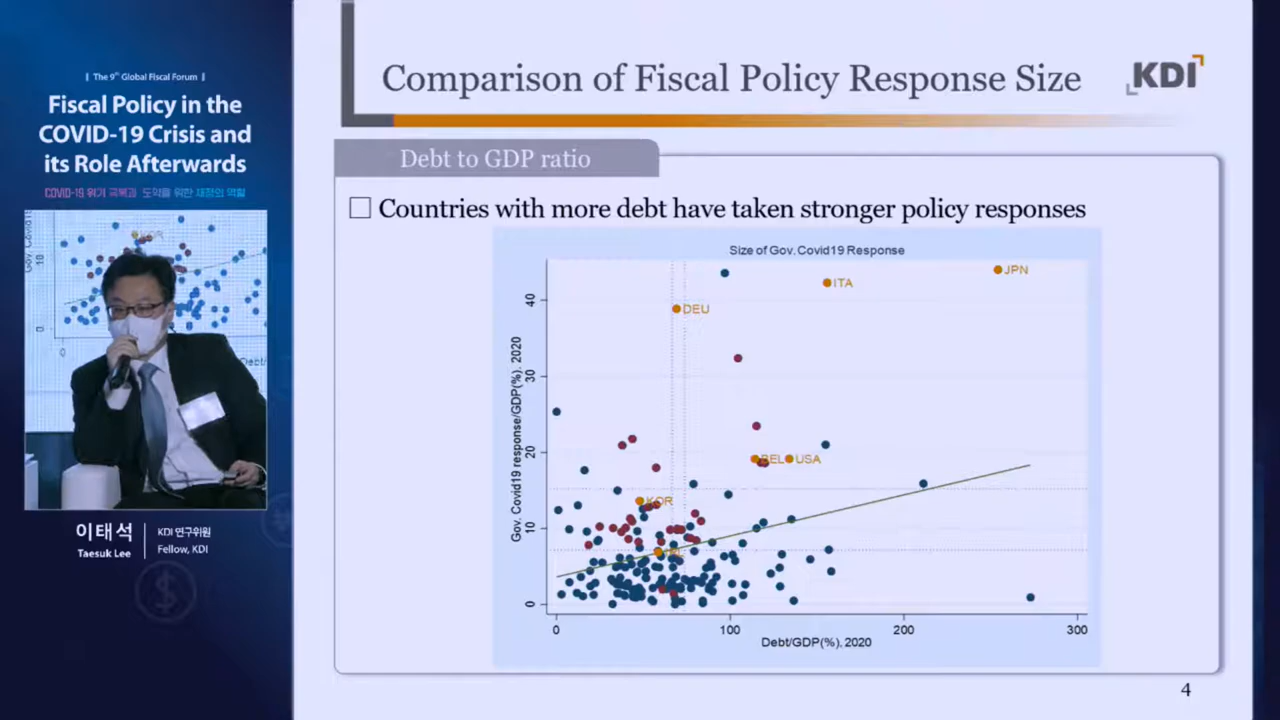 The 9th Global Fiscal Forum
Fiscal Policy in the
COVID-19 Crisis and
its Role Afterwards
COVID-19 위기 극복과 도약을 위한 재정의 역할
이태석
Taesuk Lee
KDI 연구위원
Fellow, KDI
Comparison of Fiscal Policy Response Size
KDI
Debt to GDP ratio
Countries with more debt have taken stronger policy responses
Size of Gov. Covid19 Response
Gov. Covid19 response/GDP(%). 2020
40
30
20
10
0
JPN
ITA
DEU
BEL
USA
KOR
0
100
200
300
Debt/GDP(%). 2020
4